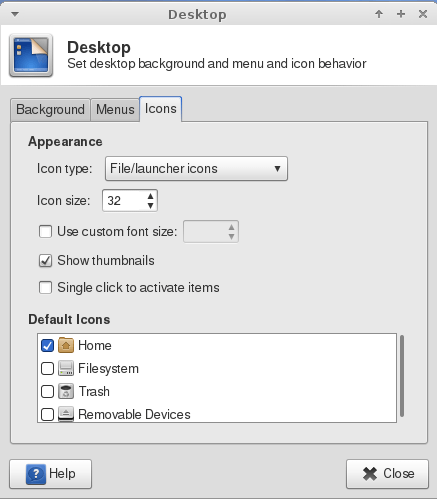 Desktop
Desktop
Set desktop background and menu and icon behavior
Background Menus Icons
Appearance
Icon type: File/launcher icons
Icon size: 32
Use custom font size:
Show thumbnails
Single click to activate items
Default Icons
Home
Filesystem
Trash
Removable Devices
? Help
Close